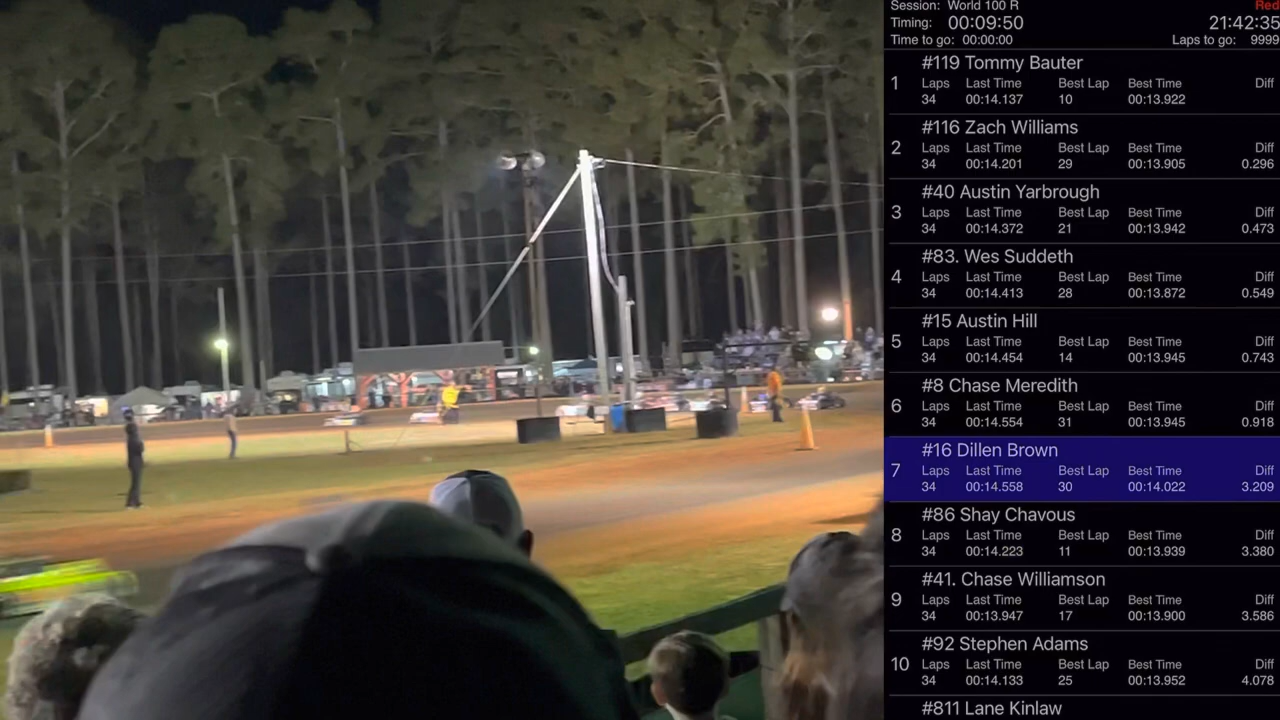 Session: World 100 R Red
Timing: 00:09:50 21:42:35
Time to go: 00:00:00 Laps to go: 9999
#119 Tommy Bauter
1 Laps Last Time Best Lap Best Time Diff
34 00:14.137 10 00:13.922
#116 Zach Williams
2 Laps Last Time Best Lap Best Time Diff
34 00:14.201 29 00:13.905 0.296
#40 Austin Yarbrough
3 Laps Last Time Best Lap Best Time Diff
34 00:14.372 21 00:13.942 0.473
#83. Wes Suddeth
4 Laps Last Time Best Lap Best Time Diff
34 00:14.413 28 00:13.872 0.549
#15 Austin Hill
5 Laps Last Time Best Lap Best Time Diff
34 00:14.454 14 00:13.945 0.743
#8 Chase Meredith
6 Laps Last Time Best Lap Best Time Diff
34 00:14.554 31 00:13.945 0.918
#16 Dillen Brown
7 Laps Last Time Best Lap Best Time Diff
34 00:14.558 30 00:14.022 3.209
#86 Shay Chavous
8 Laps Last Time Best Lap Best Time Diff
34 00:14.223 11 00:13.939 3.380
#41. Chase Williamson
9 Laps Last Time Best Lap Best Time Diff
34 00:13.947 17 00:13.900 3.586
#92 Stephen Adams
10 Laps Last Time Best Lap Best Time Diff
34 00:14.133 25 00:13.952 4.078
#811 Lane Kinlaw